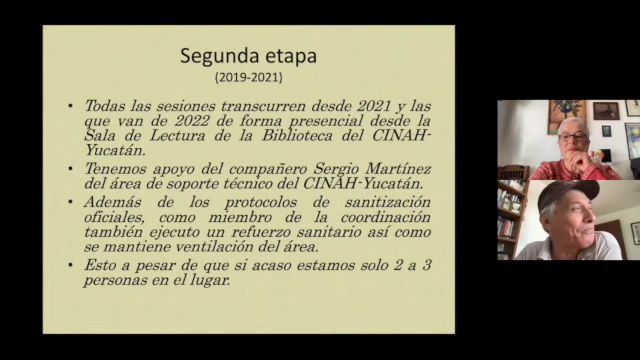 Segunda etapa
(2019-2021)
• Todas las sesiones transcurren desde 2021 y las
que van de 2022 de forma presencial desde la
Sala de Lectura de la Biblioteca del CINAH-
Yucatán.
• Tenemos apoyo del compañero Sergio Martínez
del área de soporte técnico del CINAH-Yucatán.
• Además de los protocolos de sanitización
oficiales, como miembro de la coordinación
también ejecuto un refuerzo sanitario así como
se mantiene ventilación del área.
• Esto a pesar de que si acaso estamos solo 2 a 3
personas en el lugar.